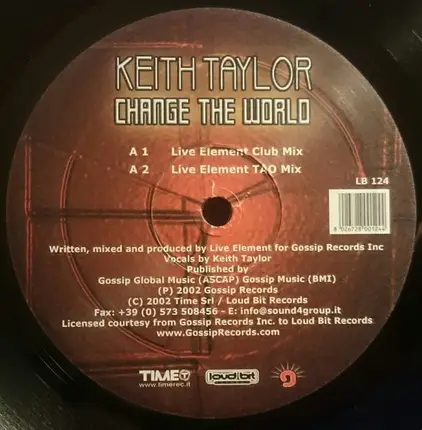 KEITH TAYLOR
CHANGE THE WORLD
A 1 Live Element Club Mix
A 2 Live Element TAO Mix
LB 124
8 026728 001244
Written, mixed and produced by Live Element for Gossip Records Inc
Vocals by Keith Taylor
Published by
Gossip Global Music (ASCAP) Gossip Music (BMI)
(P) 2002 Gossip Records
(C) 2002 Time Srl / Loud Bit Records
Fax: +39 (0) 573 508456 - E: info@sound4group.it
Licensed courtesy from Gossip Records Inc. to Loud Bit Records
www.GossipRecords.com
TIME
www.timerec.it
loud bit